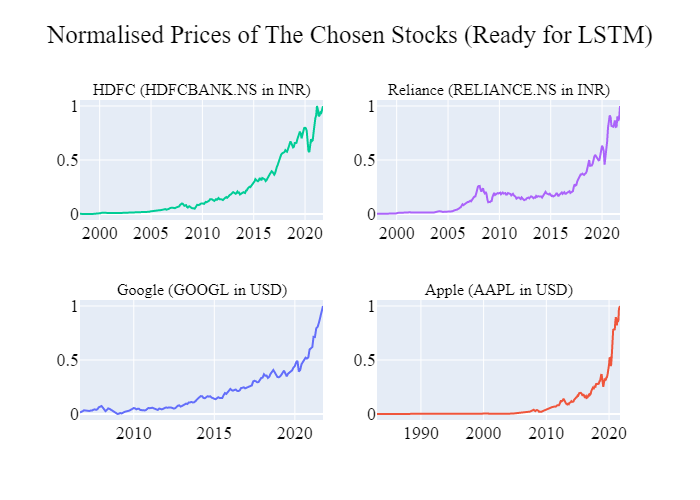 Normalised Prices of The Chosen Stocks (Ready for LSTM)
HDFC (HDFCBANK.NS in INR)
1
0.5
0
2000 2005 2010 2015 2020
Reliance (RELIANCE.NS in INR)
1
0.5
0
2000 2005 2010 2015 2020
Google (GOOGL in USD)
1
0.5
0
2010 2015 2020
Apple (AAPL in USD)
1
0.5
0
1990 2000 2010 2020